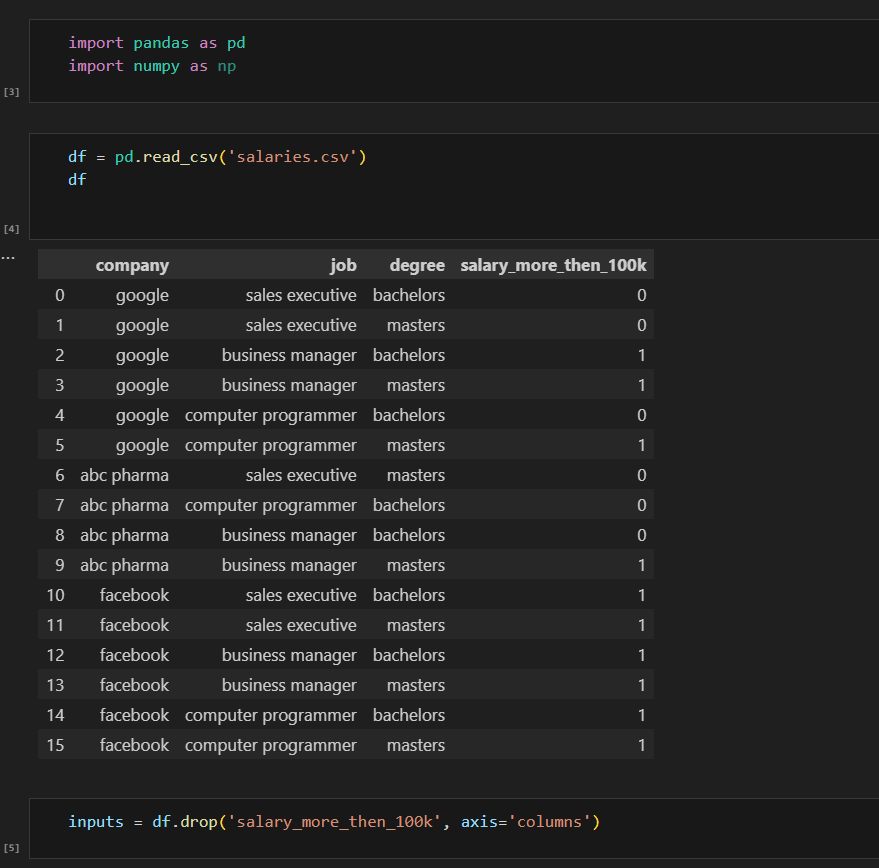 import pandas as pd
import numpy as np
[3]
df = pd.read_csv('salaries.csv')
df
[4]
...
company job degree salary_more_then_100k
0 google sales executive bachelors 0
1 google sales executive masters 0
2 google business manager bachelors 1
3 google business manager masters 1
4 google computer programmer bachelors 0
5 google computer programmer masters 1
6 abc pharma sales executive masters 0
7 abc pharma computer programmer bachelors 0
8 abc pharma business manager bachelors 0
9 abc pharma business manager masters 1
10 facebook sales executive bachelors 1
11 facebook sales executive masters 1
12 facebook business manager bachelors 1
13 facebook business manager masters 1
14 facebook computer programmer bachelors 1
15 facebook computer programmer masters 1
inputs = df.drop('salary_more_then_100k', axis='columns')
[5]